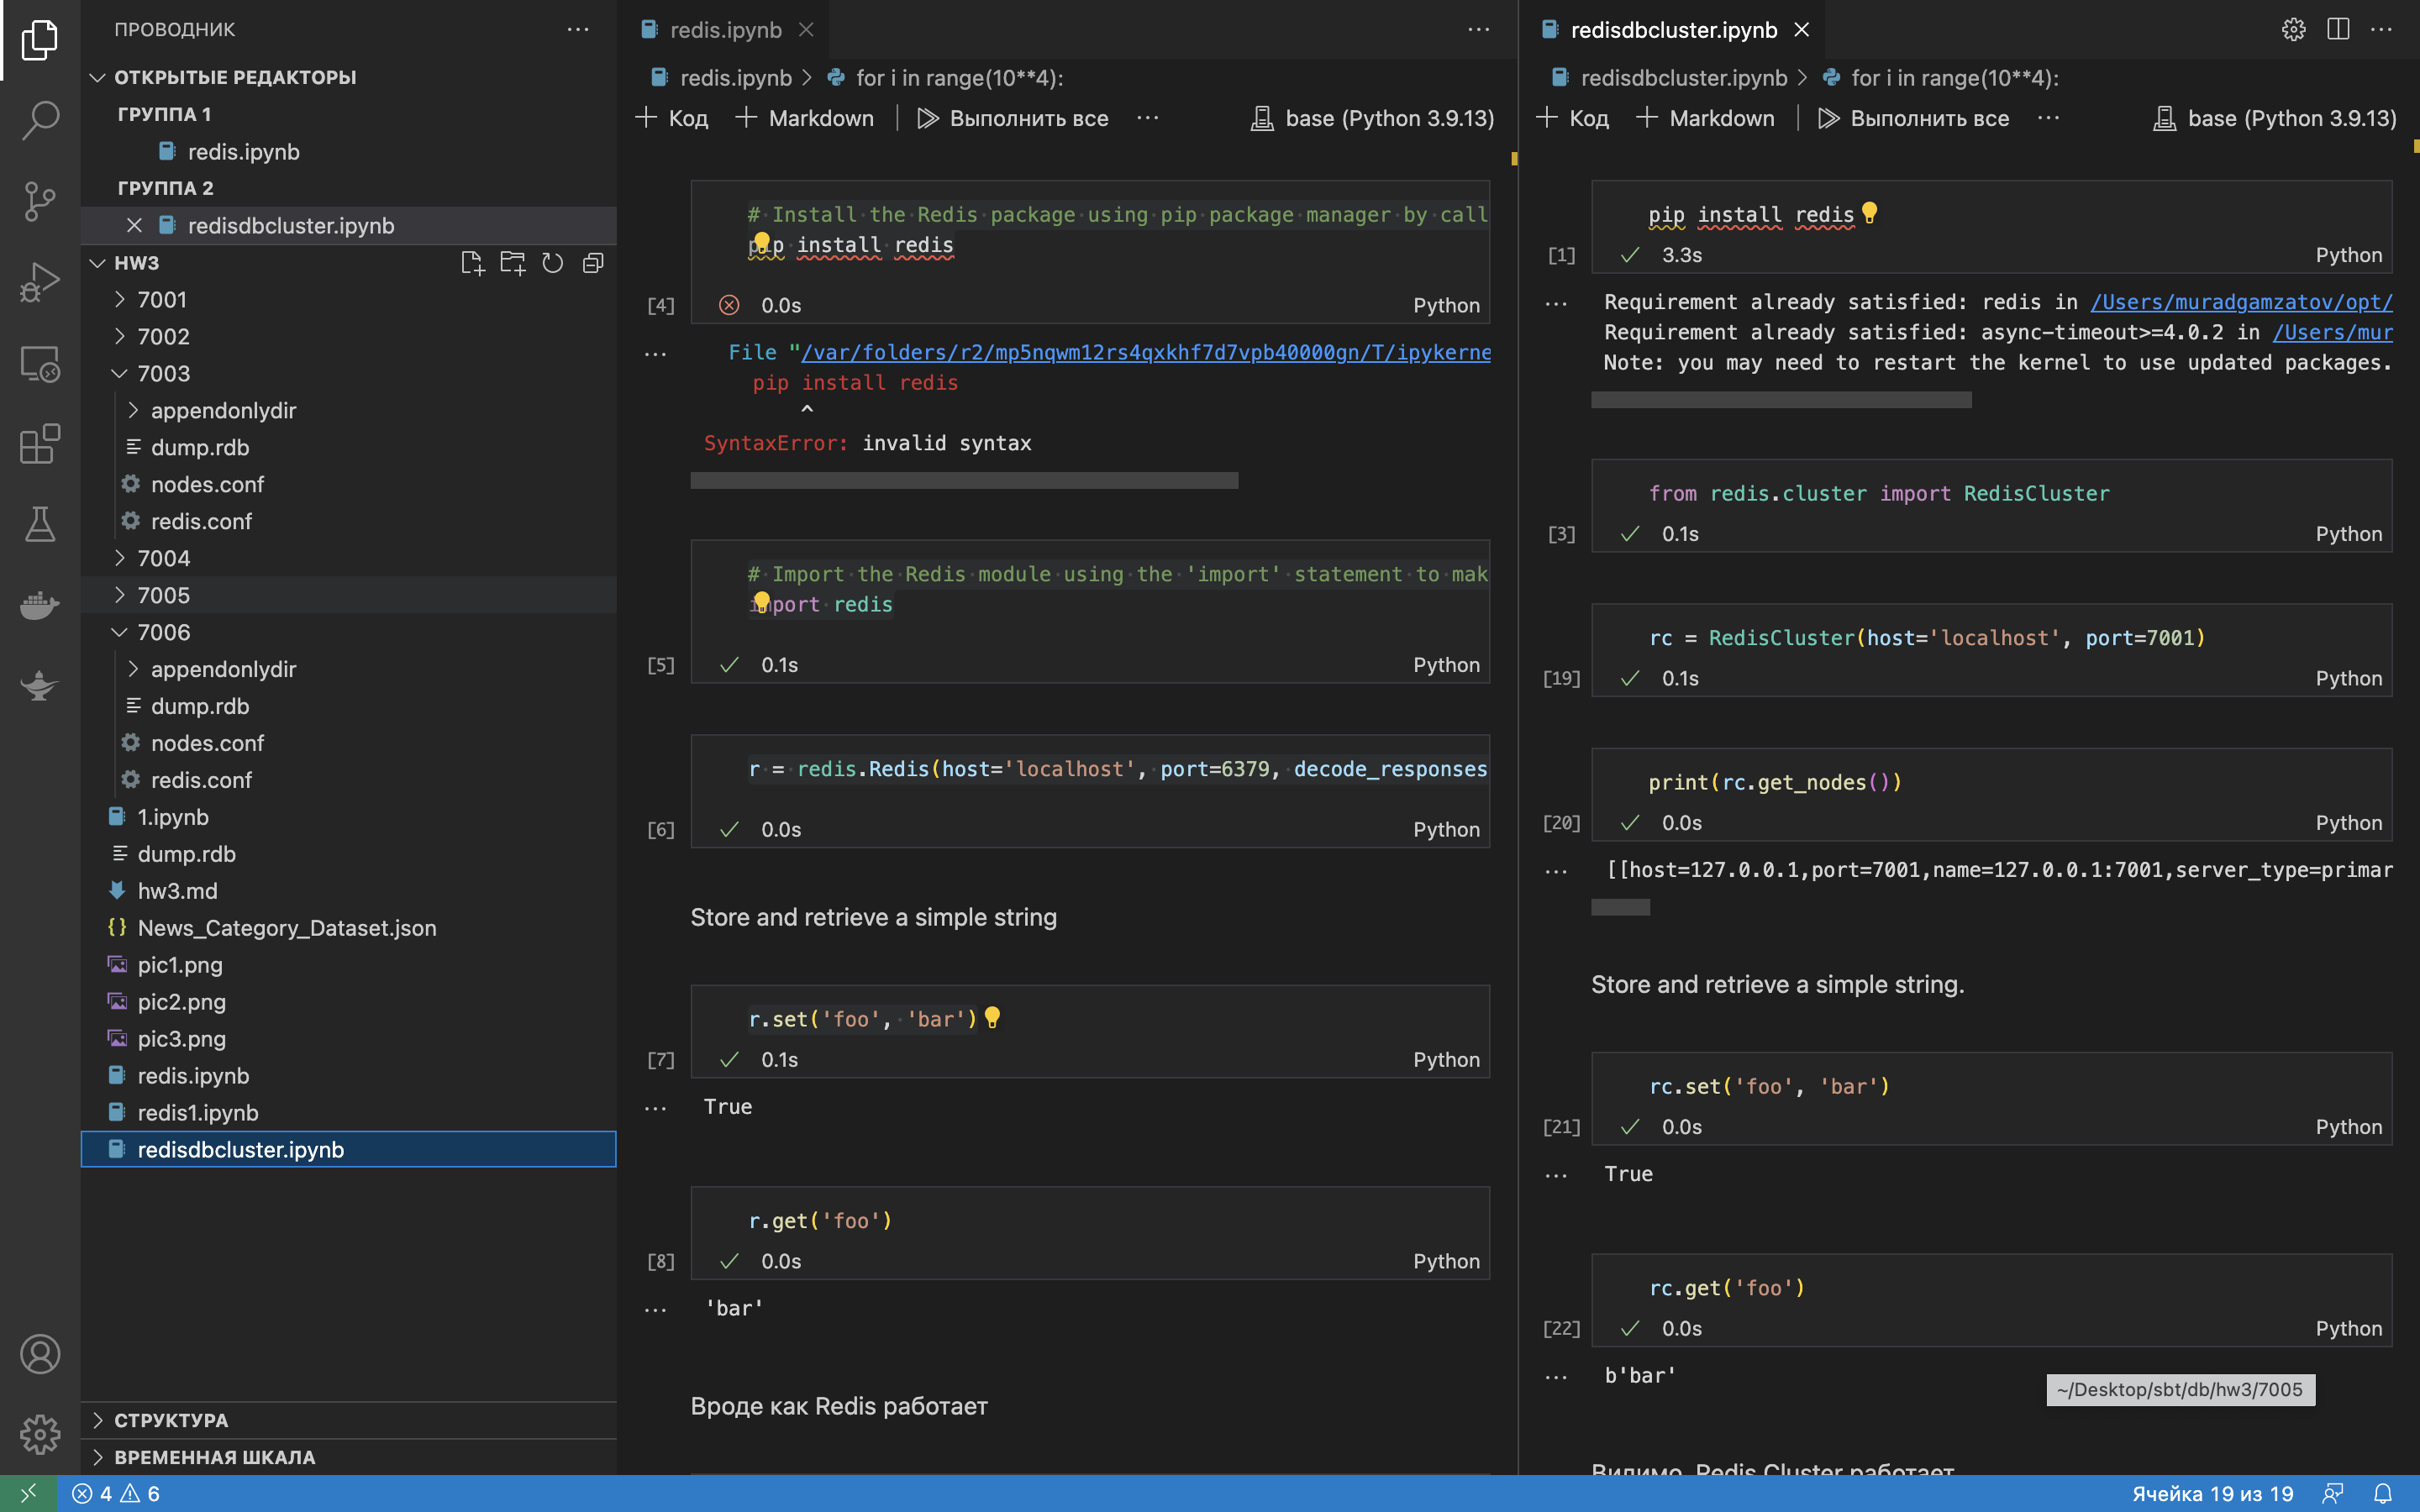 ПРОВОДНИК
ОТКРЫТЫЕ РЕДАКТОРЫ
ГРУППА 1
redis.ipynb
ГРУППА 2
redisdbcluster.ipynb
HW3
7001
7002
7003
appendonlydir
dump.rdb
nodes.conf
redis.conf
7004
7005
7006
appendonlydir
dump.rdb
nodes.conf
redis.conf
1.ipynb
dump.rdb
hw3.md
News_Category_Dataset.json
pic1.png
pic2.png
pic3.png
redis.ipynb
redis1.ipynb
redisdbcluster.ipynb
СТРУКТУРА
ВРЕМЕННАЯ ШКАЛА
redis.ipynb
redis.ipynb > for i in range(10**4):
Код Markdown Выполнить все base (Python 3.9.13)
# Install the Redis package using pip package manager by call
pip install redis
[4] 0.0s Python
File "/var/folders/r2/mp5nqwm12rs4qxkhf7d7vpb40000gn/T/ipykerne
pip install redis
^
SyntaxError: invalid syntax
# Import the Redis module using the 'import' statement to mak
import redis
[5] 0.1s Python
r = redis.Redis(host='localhost', port=6379, decode_responses
[6] 0.0s Python
Store and retrieve a simple string
r.set('foo', 'bar')
[7] 0.1s Python
True
r.get('foo')
[8] 0.0s Python
'bar'
Вроде как Redis работает
redisdbcluster.ipynb
redisdbcluster.ipynb > for i in range(10**4):
Код Markdown Выполнить все base (Python 3.9.13)
pip install redis
[1] 3.3s Python
Requirement already satisfied: redis in /Users/muradgamzatov/opt/
Requirement already satisfied: async-timeout>=4.0.2 in /Users/mur
Note: you may need to restart the kernel to use updated packages.
from redis.cluster import RedisCluster
[3] 0.1s Python
rc = RedisCluster(host='localhost', port=7001)
[19] 0.1s Python
print(rc.get_nodes())
[20] 0.0s Python
[[host=127.0.0.1,port=7001,name=127.0.0.1:7001,server_type=primar
Store and retrieve a simple string.
rc.set('foo', 'bar')
[21] 0.0s Python
True
rc.get('foo')
[22] 0.0s Python
b'bar'
~/Desktop/sbt/db/hw3/7005
Видимо, Redis Cluster работает
4 6
Ячейка 19 из 19